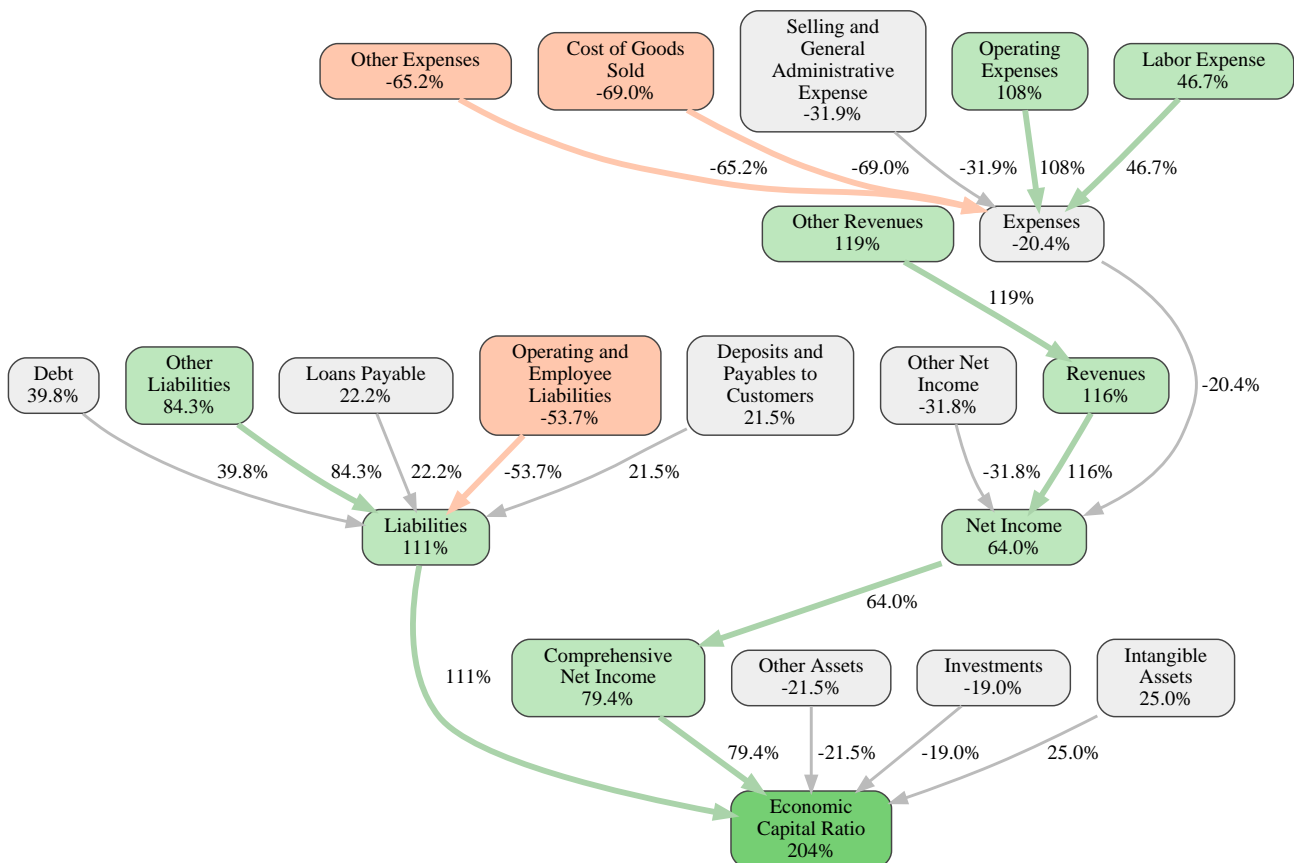 Selling and
General
Administrative
Expense
-31.9%
Other Expenses
-65.2%
Cost of Goods
Sold
-69.0%
Operating
Expenses
108%
Labor Expense
46.7%
-65.2%
-69.0%
-31.9%
108%
46.7%
Other Revenues
119%
Expenses
-20.4%
119%
Debt
39.8%
Other
Liabilities
84.3%
Loans Payable
22.2%
Operating and
Employee
Liabilities
-53.7%
Deposits and
Payables to
Customers
21.5%
Other Net
Income
-31.8%
Revenues
116%
-20.4%
39.8%
84.3%
22.2%
-53.7%
21.5%
-31.8%
116%
Liabilities
111%
Net Income
64.0%
64.0%
111%
Comprehensive
Net Income
79.4%
Other Assets
-21.5%
Investments
-19.0%
Intangible
Assets
25.0%
79.4%
-21.5%
-19.0%
25.0%
Economic
Capital Ratio
204%